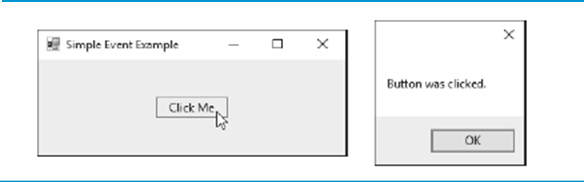 Simple Event Example
Click Me
Button was clicked.
OK